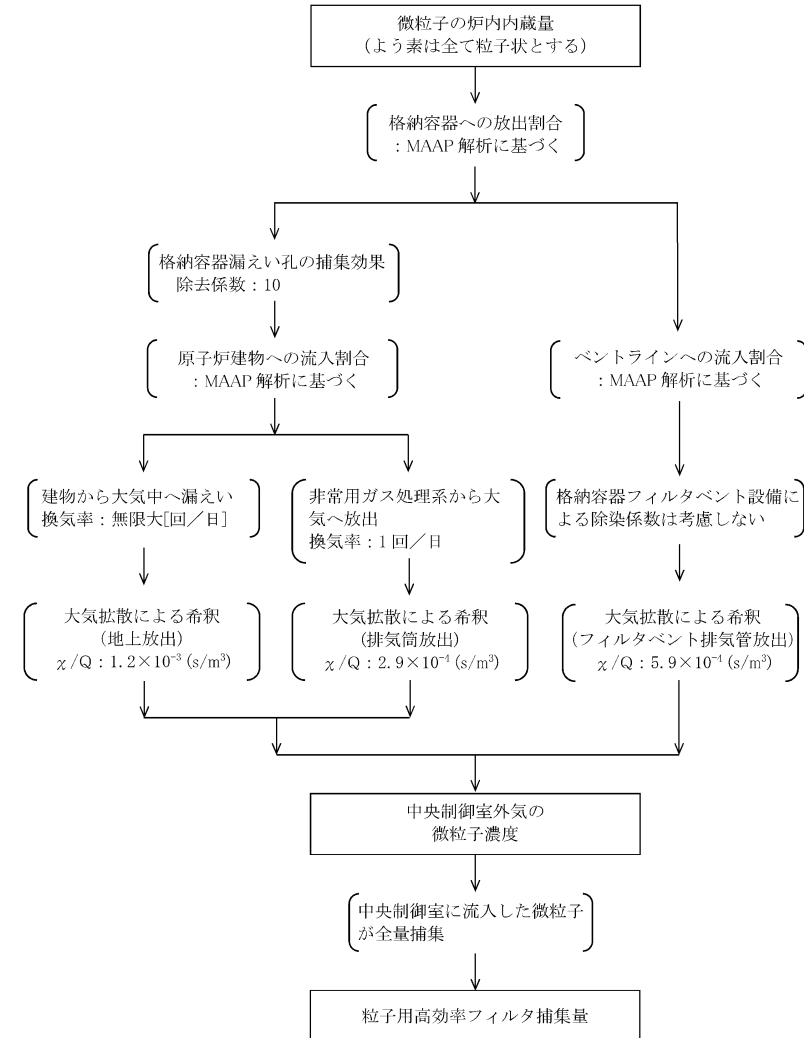 微粒子の炉内内蔵量
(よう素は全て粒子状とする)
格納容器への放出割合
：MAAP 解析に基づく
格納容器漏えい孔の捕集効果
除去係数：10
原子炉建物への流入割合
：MAAP 解析に基づく
ベントラインへの流入割合
：MAAP 解析に基づく
建物から大気中へ漏えい
換気率：無限大[回／日]
非常用ガス処理系から大
気へ放出
換気率：1 回／日
格納容器フィルタベント設備に
よる除染係数は考慮しない
大気拡散による希釈
(地上放出)
χ/Q：1.2×10⁻³ (s/m³)
大気拡散による希釈
(排気筒放出)
χ/Q：2.9×10⁻⁴ (s/m³)
大気拡散による希釈
(フィルタベント排気管放出)
χ/Q：5.9×10⁻⁴ (s/m³)
中央制御室外気の
微粒子濃度
中央制御室に流入した微粒子
が全量捕集
粒子用高効率フィルタ捕集量